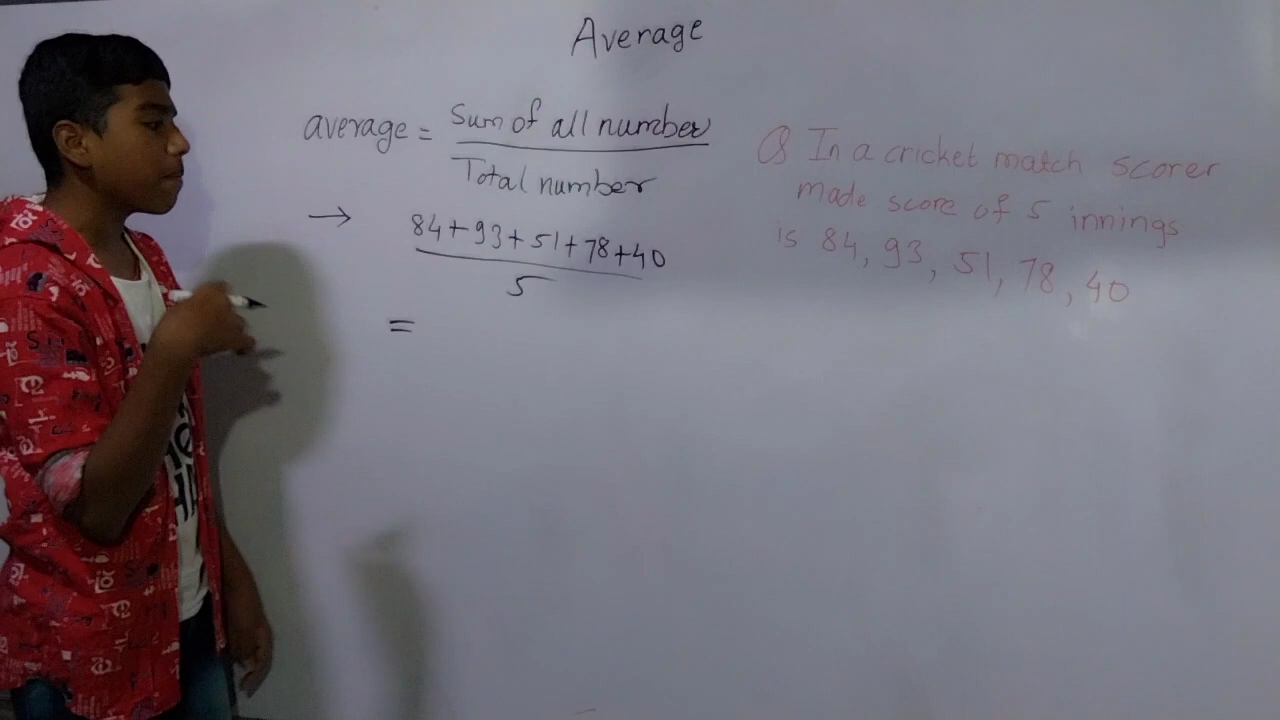 Average
average = Sum of all number
Total number
→ 84+93+51+78+40
5
=
Q In a cricket match scorer
made score of 5 innings
is 84, 93, 51, 78, 40